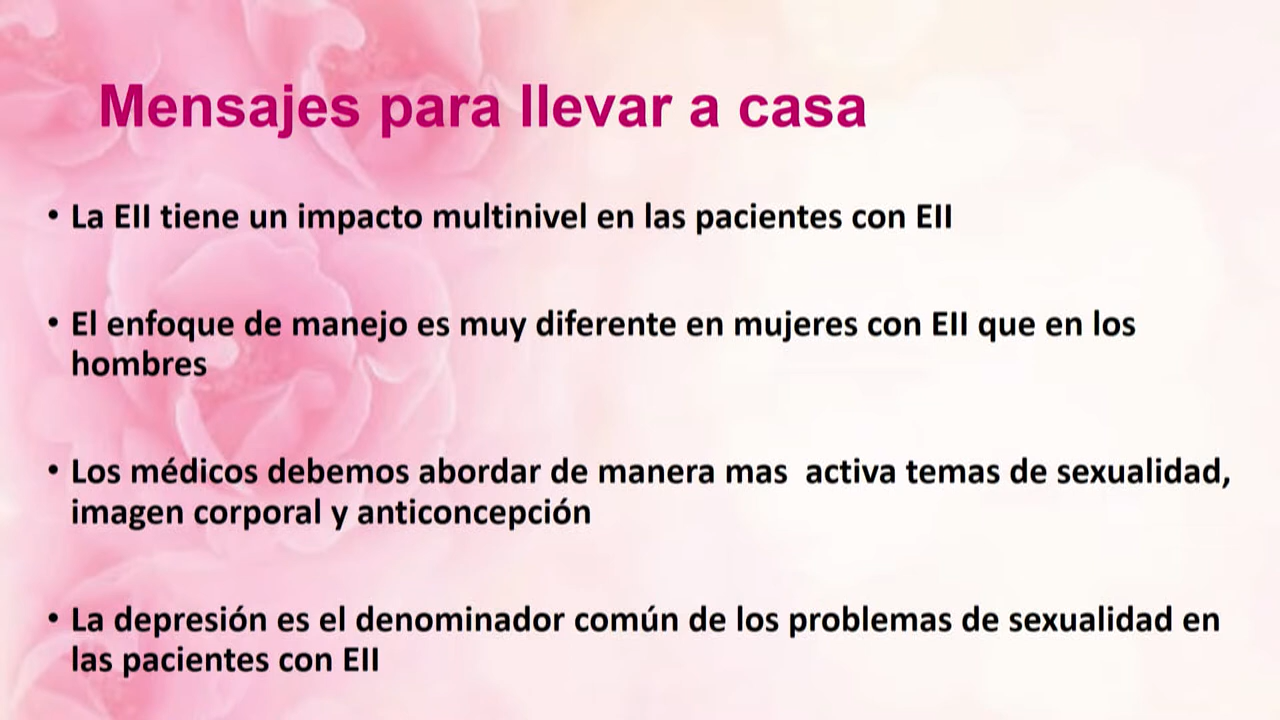 Mensajes para llevar a casa
• La EII tiene un impacto multinivel en las pacientes con EII
• El enfoque de manejo es muy diferente en mujeres con EII que en los
hombres
• Los médicos debemos abordar de manera mas  activa temas de sexualidad,
imagen corporal y anticoncepción
• La depresión es el denominador común de los problemas de sexualidad en
las pacientes con EII